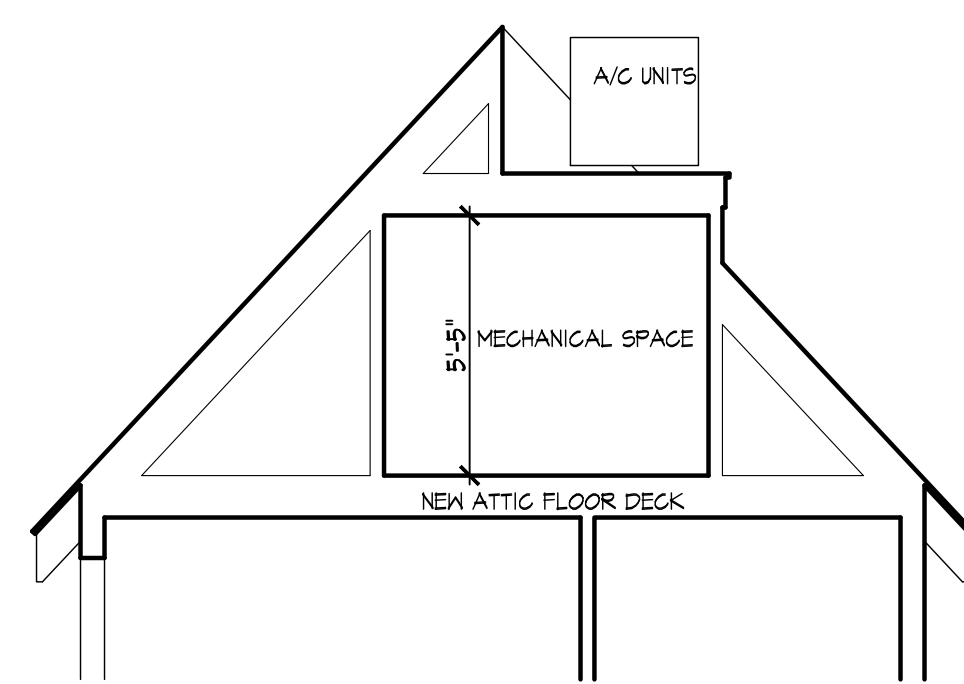 A/C UNITS
5'-5"
MECHANICAL SPACE
NEW ATTIC FLOOR DECK